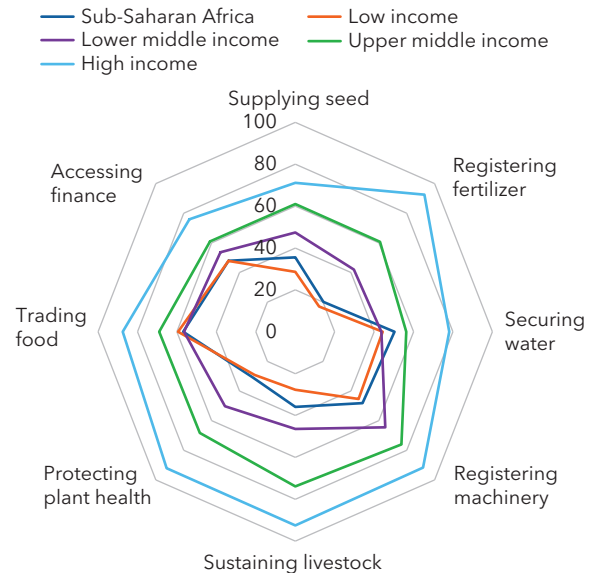 Sub-Saharan Africa
Low income
Lower middle income
Upper middle income
High income
Supplying seed
100
80
60
40
20
0
Registering
fertilizer
Securing
water
Registering
machinery
Sustaining livestock
Protecting
plant health
Trading
food
Accessing
finance